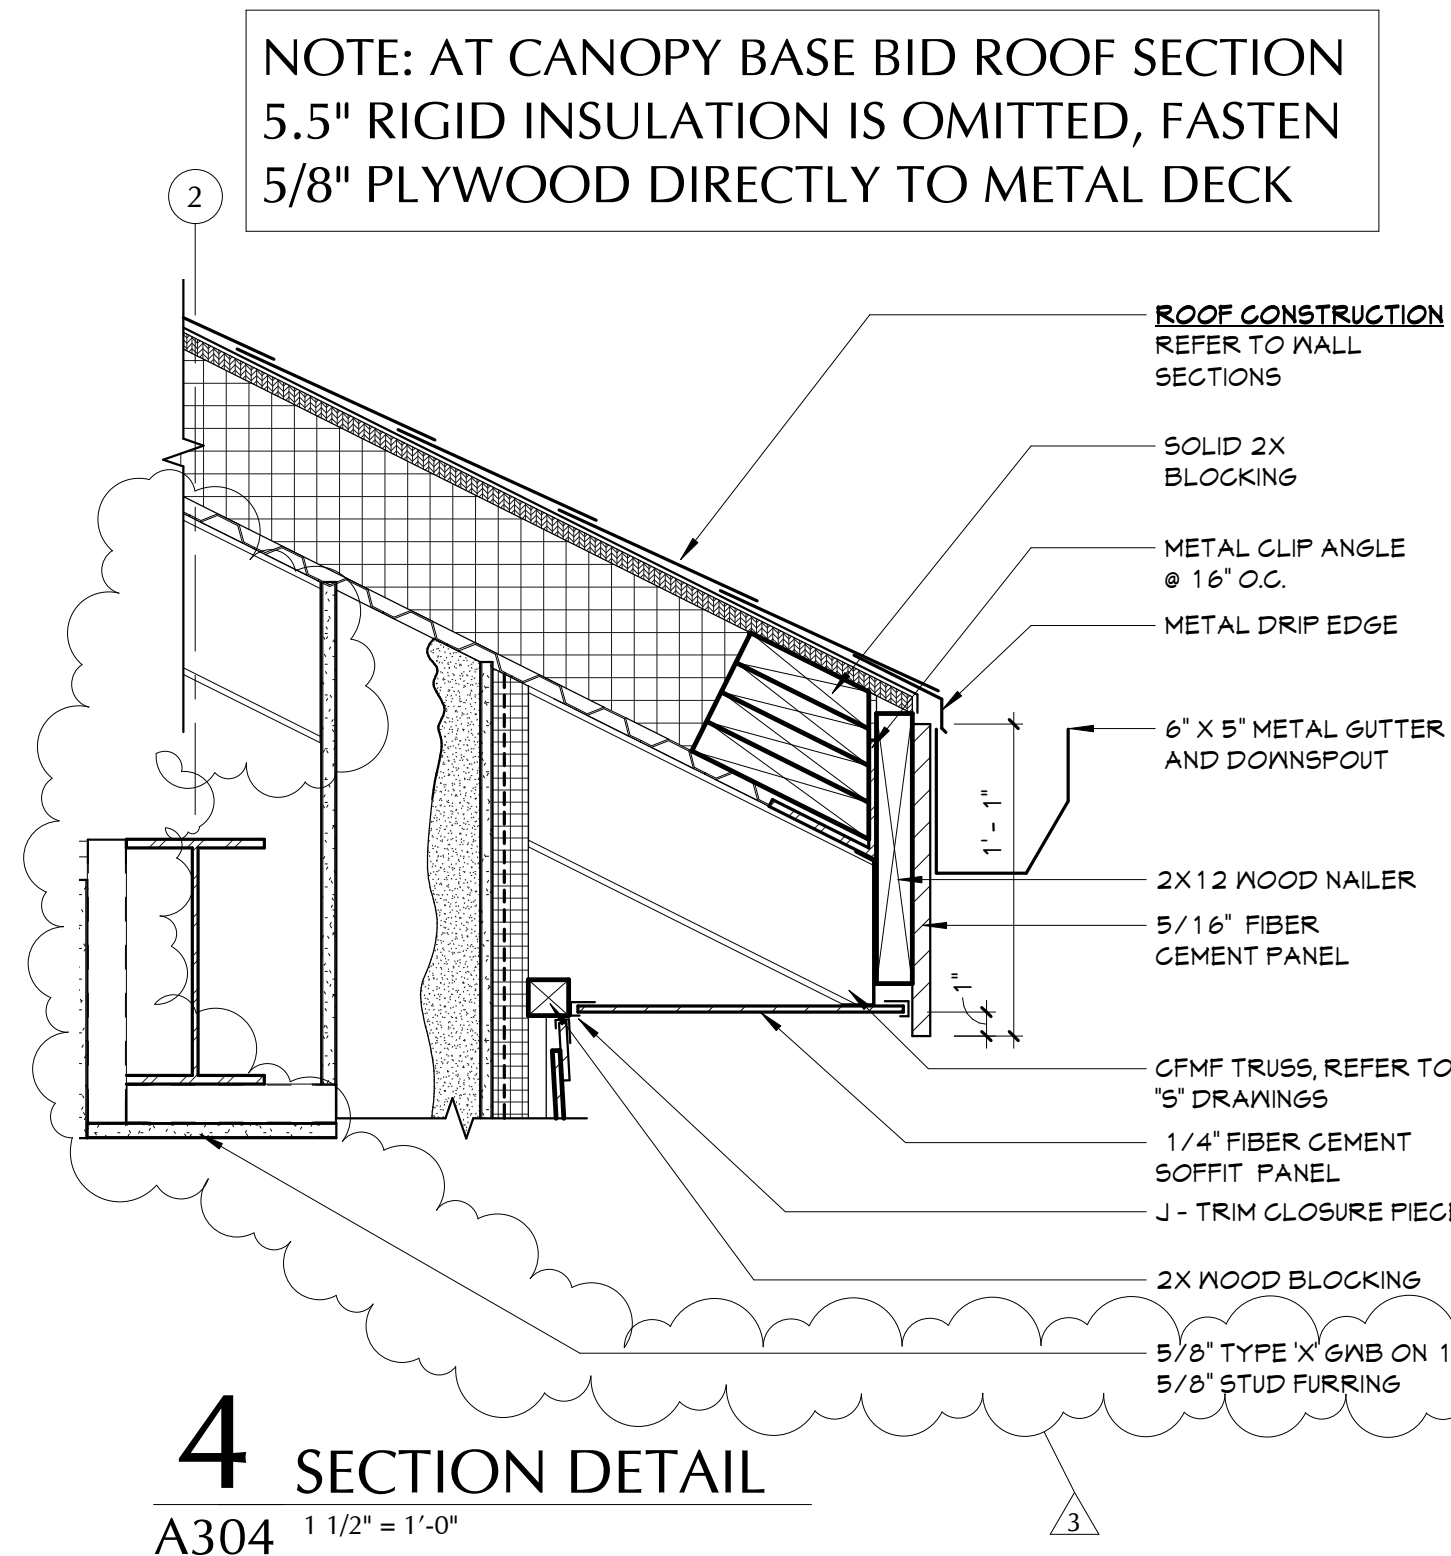 NOTE: AT CANOPY BASE BID ROOF SECTION
5.5" RIGID INSULATION IS OMITTED, FASTEN
5/8" PLYWOOD DIRECTLY TO METAL DECK
2
ROOF CONSTRUCTION
REFER TO WALL
SECTIONS
SOLID 2X
BLOCKING
METAL CLIP ANGLE
@ 16" O.C.
METAL DRIP EDGE
6" X 5" METAL GUTTER
AND DOWNSPOUT
1' - 1"
2X12 WOOD NAILER
5/16" FIBER
CEMENT PANEL
1"
CFMF TRUSS, REFER TO
"S" DRAWINGS
1/4" FIBER CEMENT
SOFFIT PANEL
J - TRIM CLOSURE PIECE
2X WOOD BLOCKING
5/8" TYPE 'X' GWB ON 1
5/8" STUD FURRING
4 SECTION DETAIL
A304 1 1/2" = 1'-0"
3